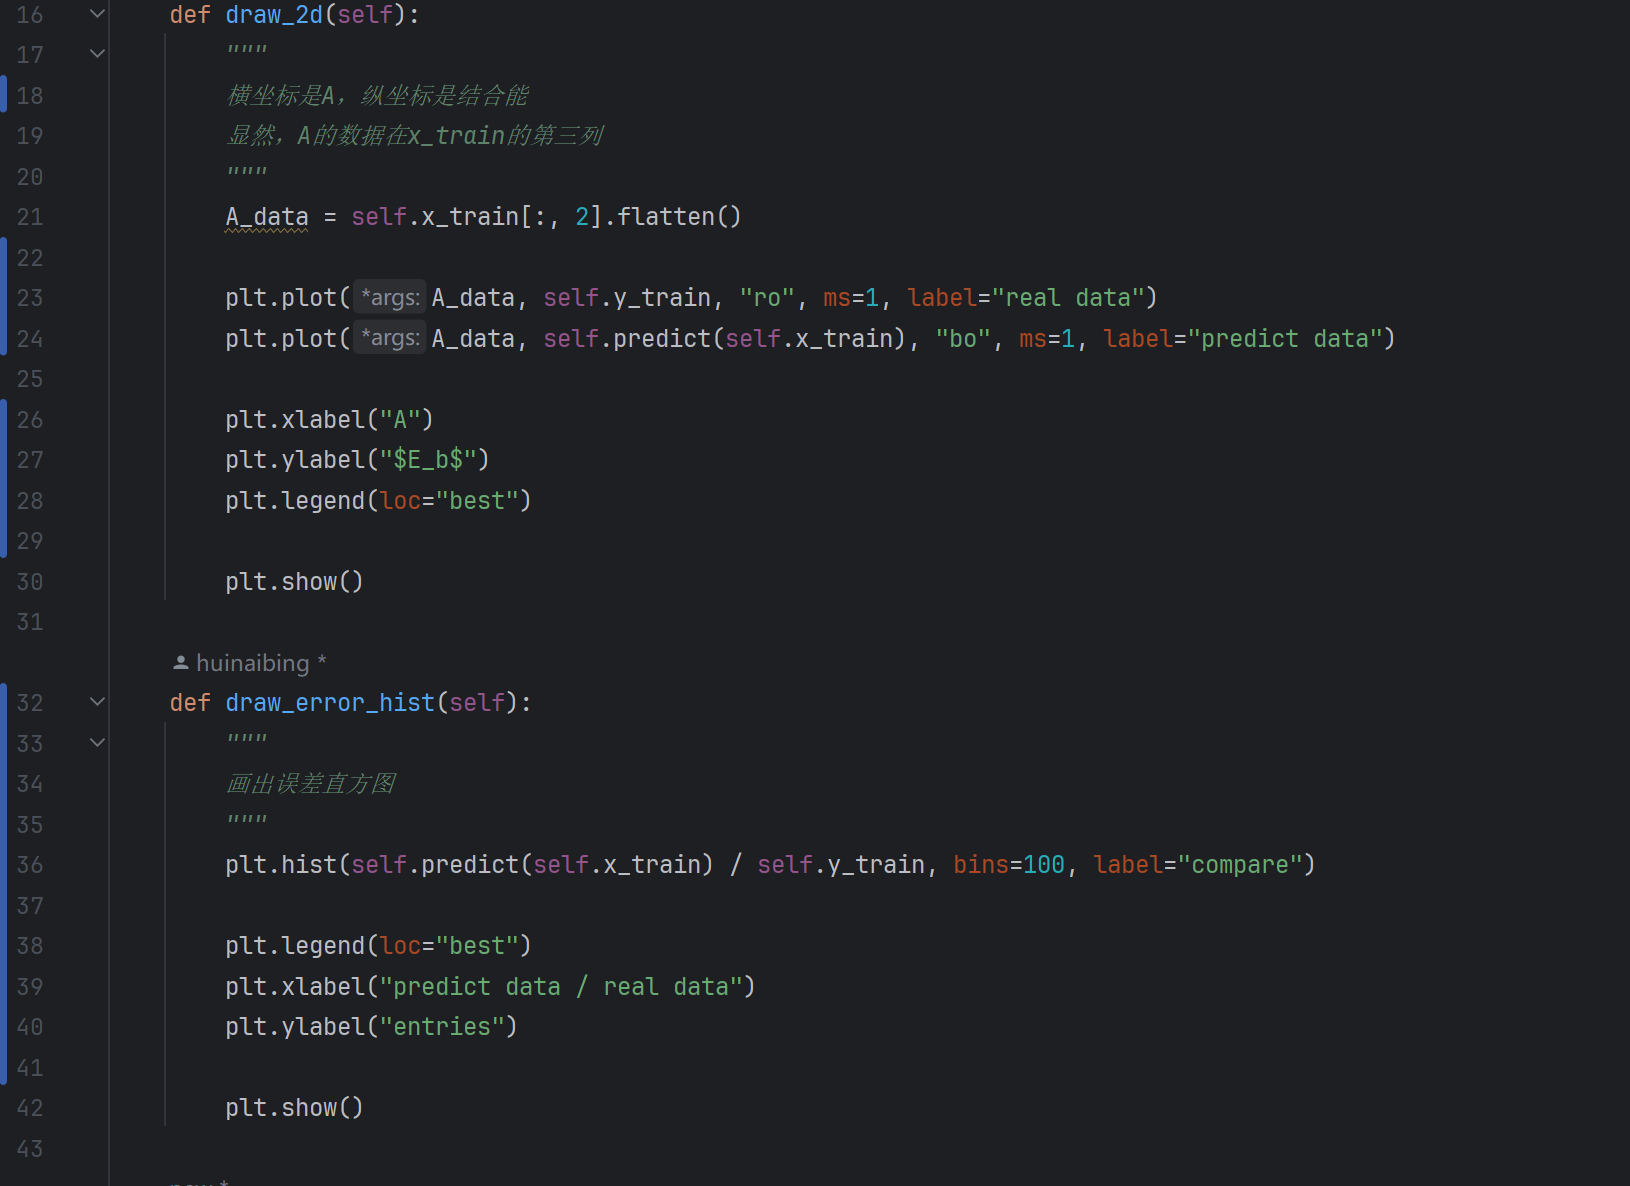 16 def draw_2d(self):
17 """
18 横坐标是A，纵坐标是结合能
19 显然，A的数据在x_train的第三列
20 """
21 A_data = self.x_train[:, 2].flatten()
22
23 plt.plot( *args: A_data, self.y_train, "ro", ms=1, label="real data")
24 plt.plot( *args: A_data, self.predict(self.x_train), "bo", ms=1, label="predict data")
25
26 plt.xlabel("A")
27 plt.ylabel("$E_b$")
28 plt.legend(loc="best")
29
30 plt.show()
31
huinaibing *
32 def draw_error_hist(self):
33 """
34 画出误差直方图
35 """
36 plt.hist(self.predict(self.x_train) / self.y_train, bins=100, label="compare")
37
38 plt.legend(loc="best")
39 plt.xlabel("predict data / real data")
40 plt.ylabel("entries")
41
42 plt.show()
43